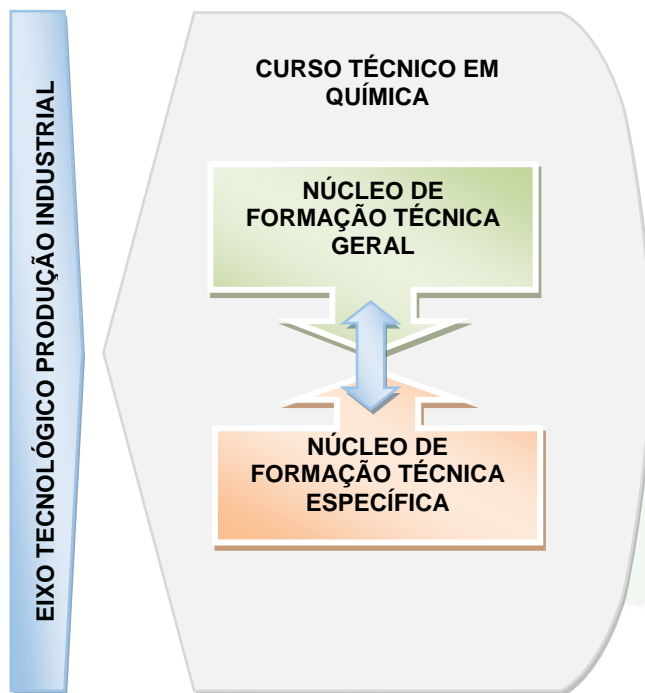 EIXO TECNOLÓGICO PRODUÇÃO INDUSTRIAL
CURSO TÉCNICO EM
QUÍMICA
NÚCLEO DE
FORMAÇÃO TÉCNICA
GERAL
NÚCLEO DE
FORMAÇÃO TÉCNICA
ESPECÍFICA